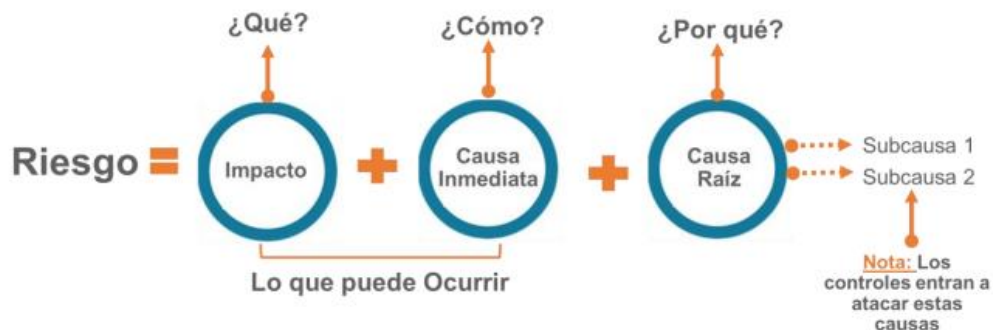 ¿Qué?
¿Cómo?
¿Por qué?
Riesgo =
Impacto
+
Causa
Inmediata
+
Causa
Raíz
Subcausa 1
Subcausa 2
Lo que puede Ocurrir
Nota: Los
controles entran a
atacar estas
causas